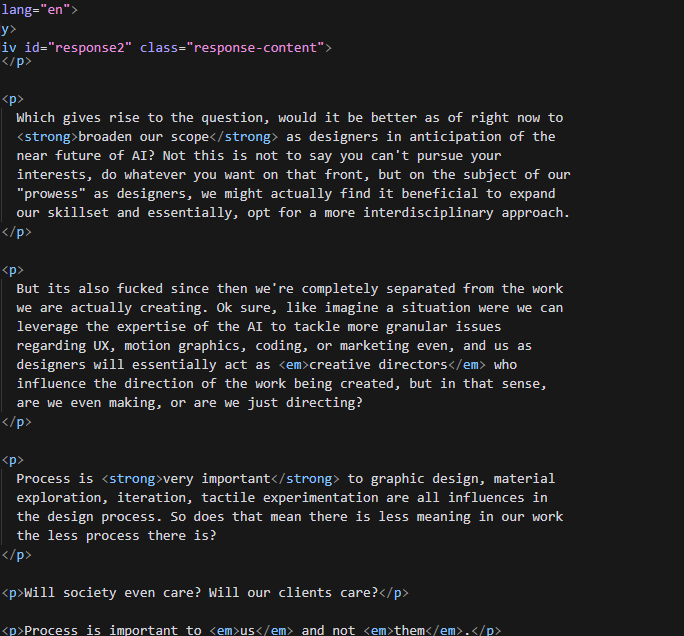 lang="en">
y>
iv id="response2" class="response-content">
</p>
<p>
Which gives rise to the question, would it be better as of right now to
<strong>broaden our scope</strong> as designers in anticipation of the
near future of AI? Not this is not to say you can't pursue your
interests, do whatever you want on that front, but on the subject of our
"prowess" as designers, we might actually find it beneficial to expand
our skillset and essentially, opt for a more interdisciplinary approach.
</p>
<p>
But its also fucked since then we're completely separated from the work
we are actually creating. Ok sure, like imagine a situation were we can
leverage the expertise of the AI to tackle more granular issues
regarding UX, motion graphics, coding, or marketing even, and us as
designers will essentially act as <em>creative directors</em> who
influence the direction of the work being created, but in that sense,
are we even making, or are we just directing?
</p>
<p>
Process is <strong>very important</strong> to graphic design, material
exploration, iteration, tactile experimentation are all influences in
the design process. So does that mean there is less meaning in our work
the less process there is?
</p>
<p>Will society even care? Will our clients care?</p>
<p>Process is important to <em>us</em> and not <em>them</em>.</p>